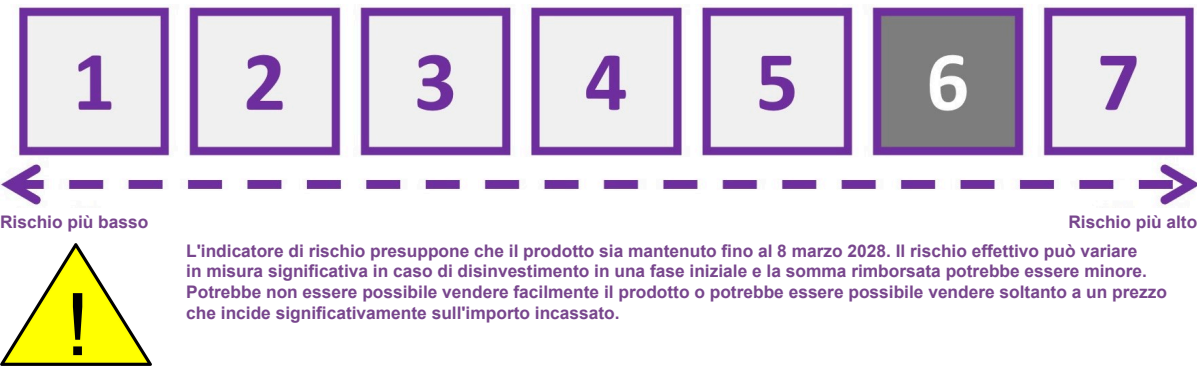 1 2 3 4 5 6 7
Rischio più basso Rischio più alto
!
L'indicatore di rischio presuppone che il prodotto sia mantenuto fino al 8 marzo 2028. Il rischio effettivo può variare
in misura significativa in caso di disinvestimento in una fase iniziale e la somma rimborsata potrebbe essere minore.
Potrebbe non essere possibile vendere facilmente il prodotto o potrebbe essere possibile vendere soltanto a un prezzo
che incide significativamente sull'importo incassato.